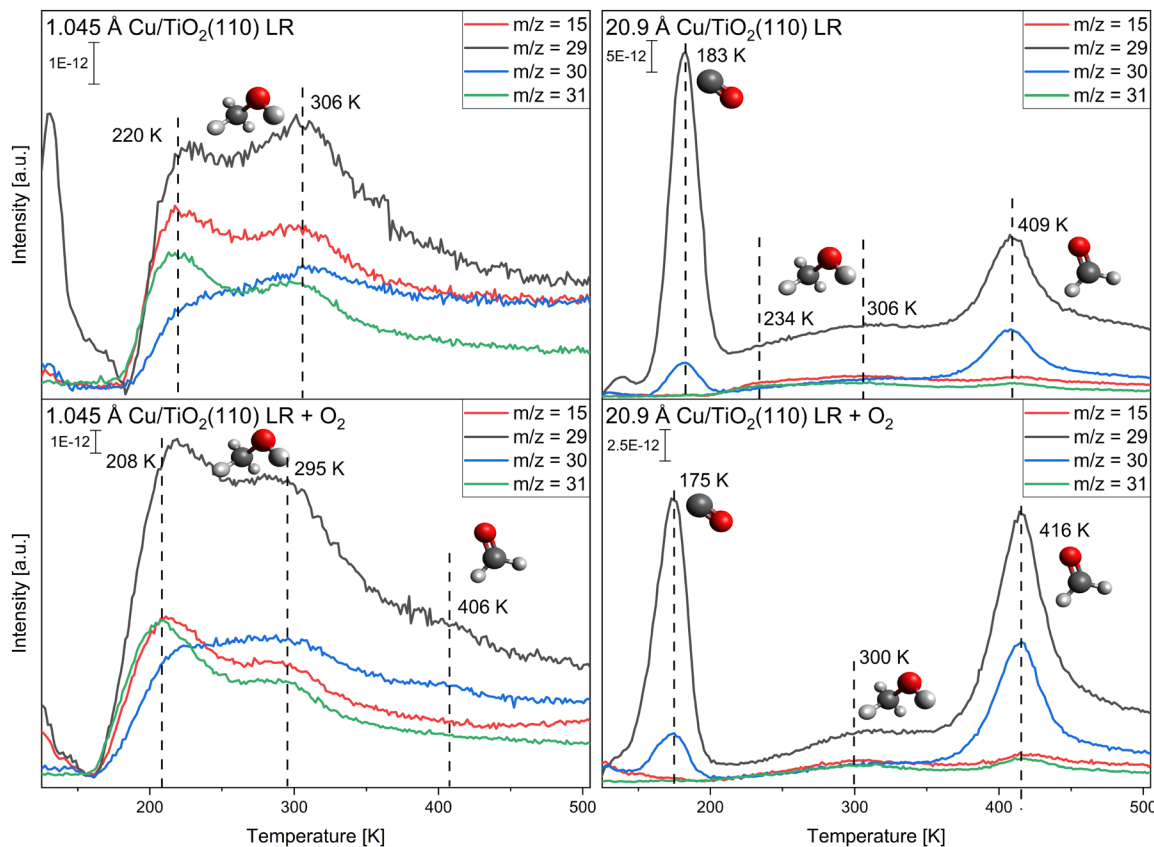 1.045 Å Cu/TiO₂(110) LR
1E-12
220 K
306 K
m/z = 15
m/z = 29
m/z = 30
m/z = 31
Intensity [a.u.]
20.9 Å Cu/TiO₂(110) LR
5E-12
183 K
234 K
306 K
409 K
m/z = 15
m/z = 29
m/z = 30
m/z = 31
1.045 Å Cu/TiO₂(110) LR + O₂
1E-12
208 K
295 K
406 K
m/z = 15
m/z = 29
m/z = 30
m/z = 31
Intensity [a.u.]
200 300 400 500
Temperature [K]
20.9 Å Cu/TiO₂(110) LR + O₂
2.5E-12
175 K
300 K
416 K
m/z = 15
m/z = 29
m/z = 30
m/z = 31
200 300 400 500
Temperature [K]